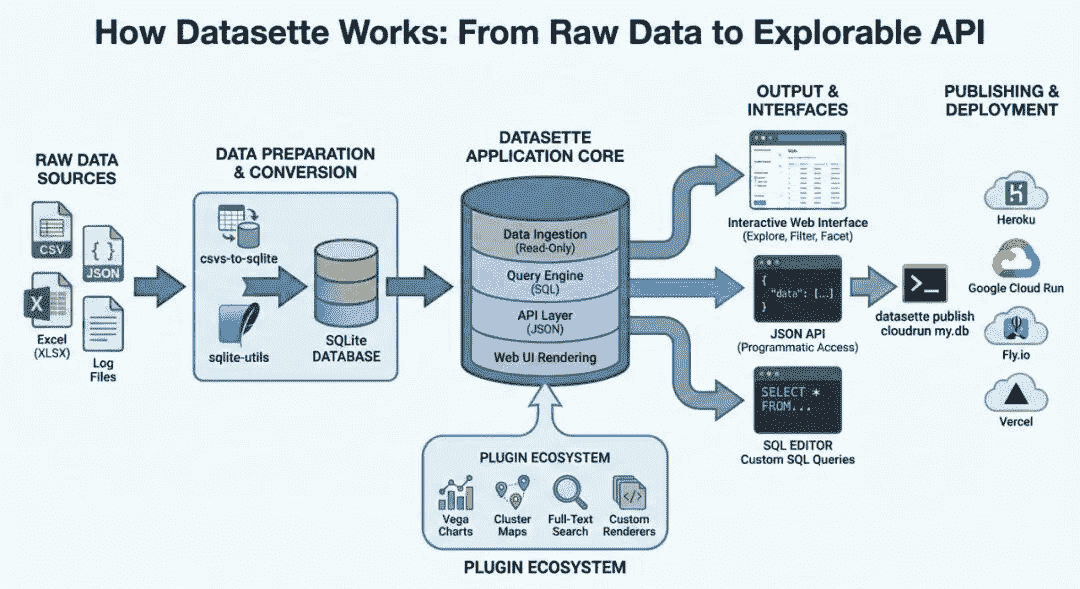 How Datasette Works: From Raw Data to Explorable API
RAW DATA
SOURCES
CSV
{ }
JSON
X
Excel
(XLSX)
Log
Files
DATA PREPARATION
& CONVERSION
csvs-to-sqlite
sqlite-utils
SQLite
DATABASE
DATASETTE
APPLICATION CORE
Data Ingestion
(Read-Only)
Query Engine
(SQL)
API Layer
(JSON)
Web UI Rendering
PLUGIN ECOSYSTEM
Vega
Charts
Cluster
Maps
Full-Text
Search
</>
Custom
Renderers
PLUGIN ECOSYSTEM
OUTPUT &
INTERFACES
Interactive Web Interface
(Explore, Filter, Facet)
{
"data": [...]
}
JSON API
(Programmatic Access)
SELECT *
FROM...
SQL EDITOR
Custom SQL Queries
>_
datasette publish
cloudrun my.db
PUBLISHING &
DEPLOYMENT
Heroku
Google Cloud Run
Fly.io
Vercel